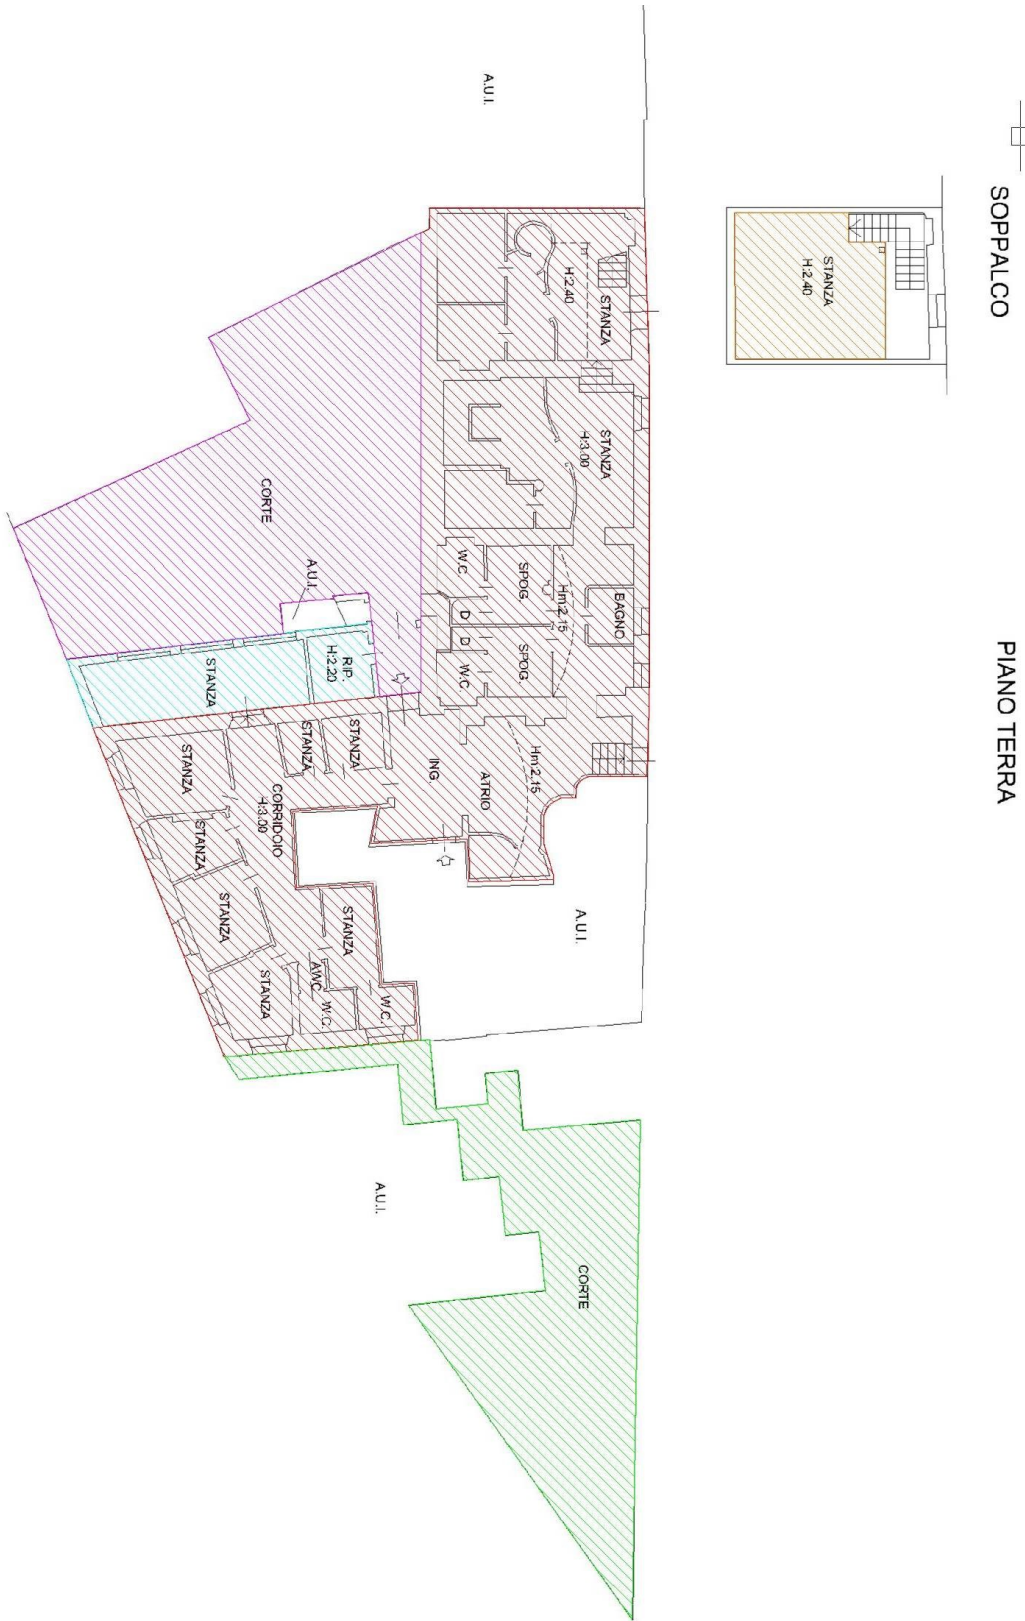 SOPPALCO
STANZA
H:2.40
PIANO TERRA
A.U.I.
STANZA
H:2.40
STANZA
H:3.00
CORTE
A.U.I.
W.C.
SPOG.
Hm:2.15
BAGNO
D
D
W.C.
SPOG.
RIP.
H:2.20
STANZA
STANZA
STANZA
ING.
ATRIO
Hm:2.15
STANZA
CORRIDOIO
H:3.00
STANZA
STANZA
STANZA
STANZA
AWC
W.C.
W.C.
A.U.I.
A.U.I.
CORTE